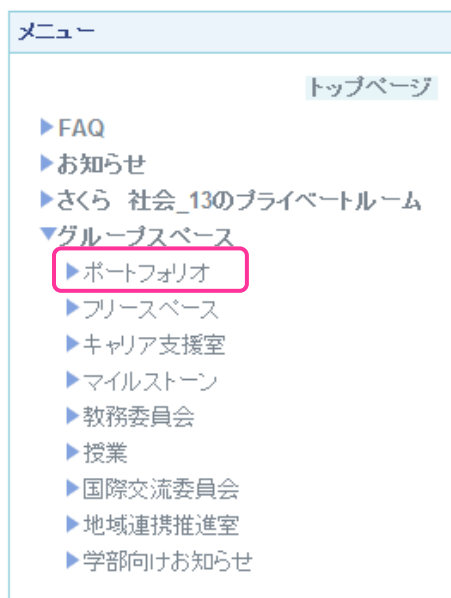 メニュー
トップページ
FAQ
お知らせ
さくら 社会_13のプライベートルーム
グループスペース
ポートフォリオ
フリースペース
キャリア支援室
マイルストーン
教務委員会
授業
国際交流委員会
地域連携推進室
学部向けお知らせ